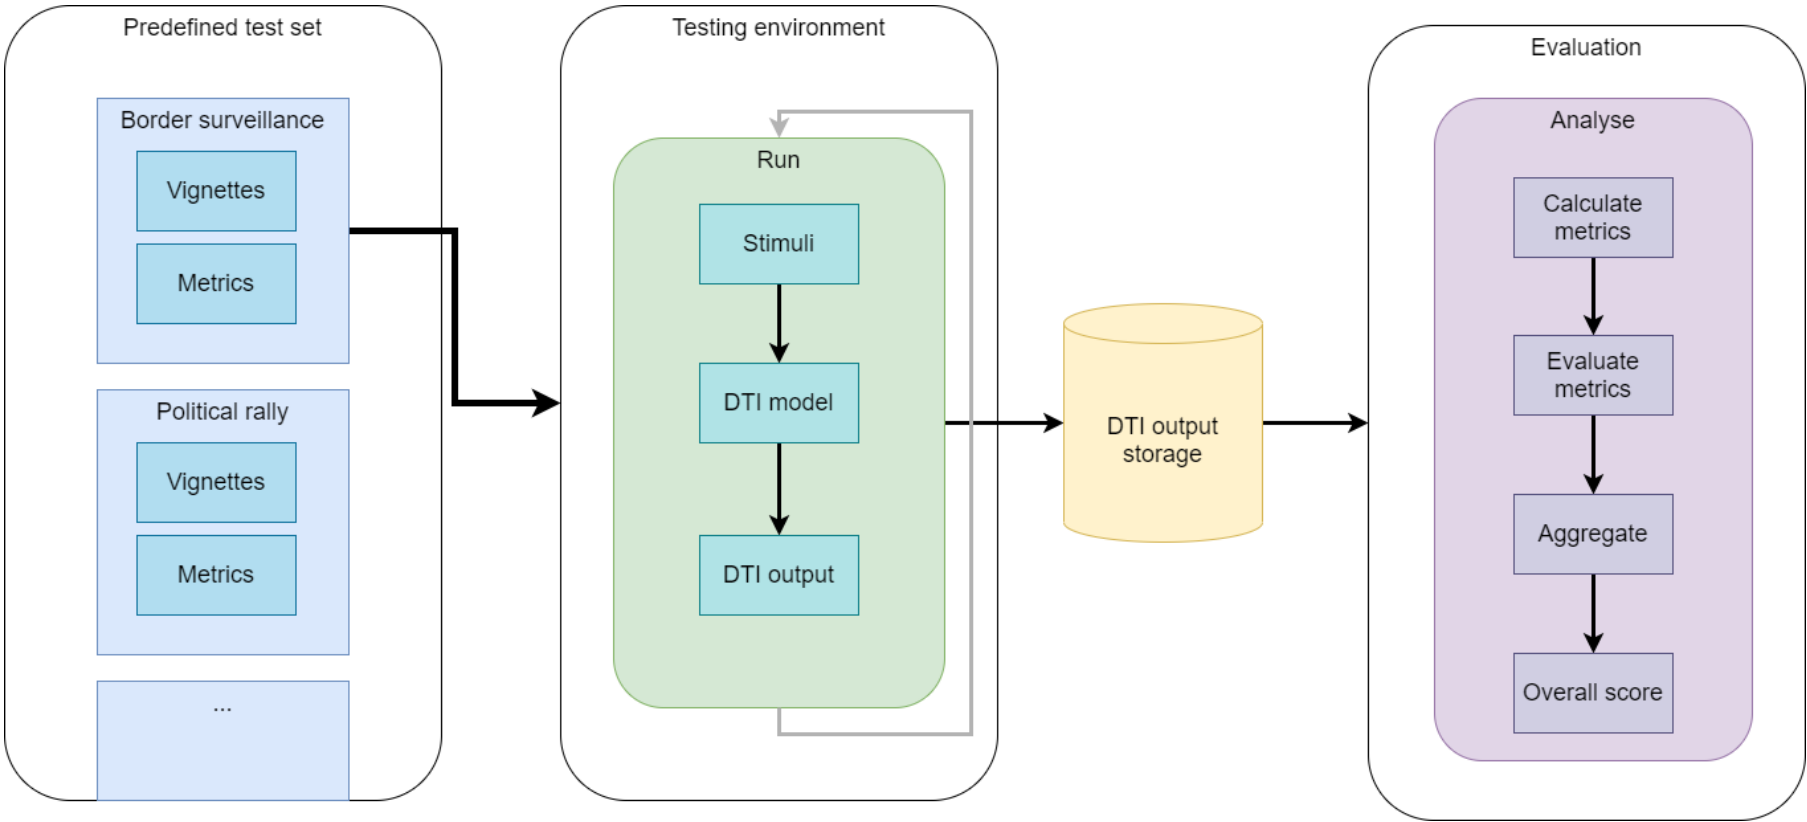 Predefined test set
Border surveillance
Vignettes
Metrics
Political rally
Vignettes
Metrics
...
Testing environment
Run
Stimuli
DTI model
DTI output
DTI output
storage
Evaluation
Analyse
Calculate
metrics
Evaluate
metrics
Aggregate
Overall score